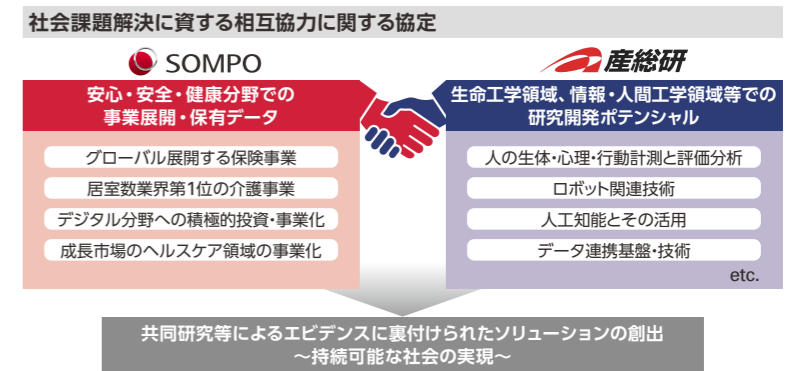 社会課題解決に資する相互協力に関する協定
SOMPO
安心・安全・健康分野での
事業展開・保有データ
グローバル展開する保険事業
居室数業界第1位の介護事業
デジタル分野への積極的投資・事業化
成長市場のヘルスケア領域の事業化
産総研
生命工学領域、情報・人間工学領域等での
研究開発ポテンシャル
人の生体・心理・行動計測と評価分析
ロボット関連技術
人工知能とその活用
データ連携基盤・技術
etc.
共同研究等によるエビデンスに裏付けられたソリューションの創出
～持続可能な社会の実現～